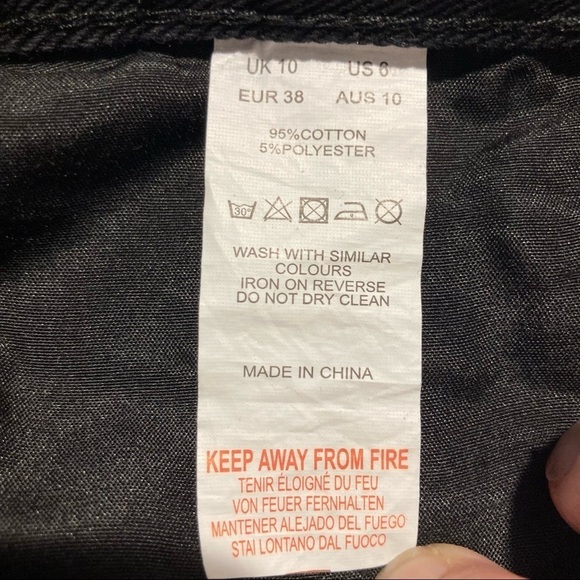 UK 10 US 6
EUR 38 AUS 10
95%COTTON
5%POLYESTER
30°
WASH WITH SIMILAR
COLOURS
IRON ON REVERSE
DO NOT DRY CLEAN
MADE IN CHINA
KEEP AWAY FROM FIRE
TENIR ÉLOIGNÉ DU FEU
VON FEUER FERNHALTEN
MANTENER ALEJADO DEL FUEGO
STAI LONTANO DAL FUOCO